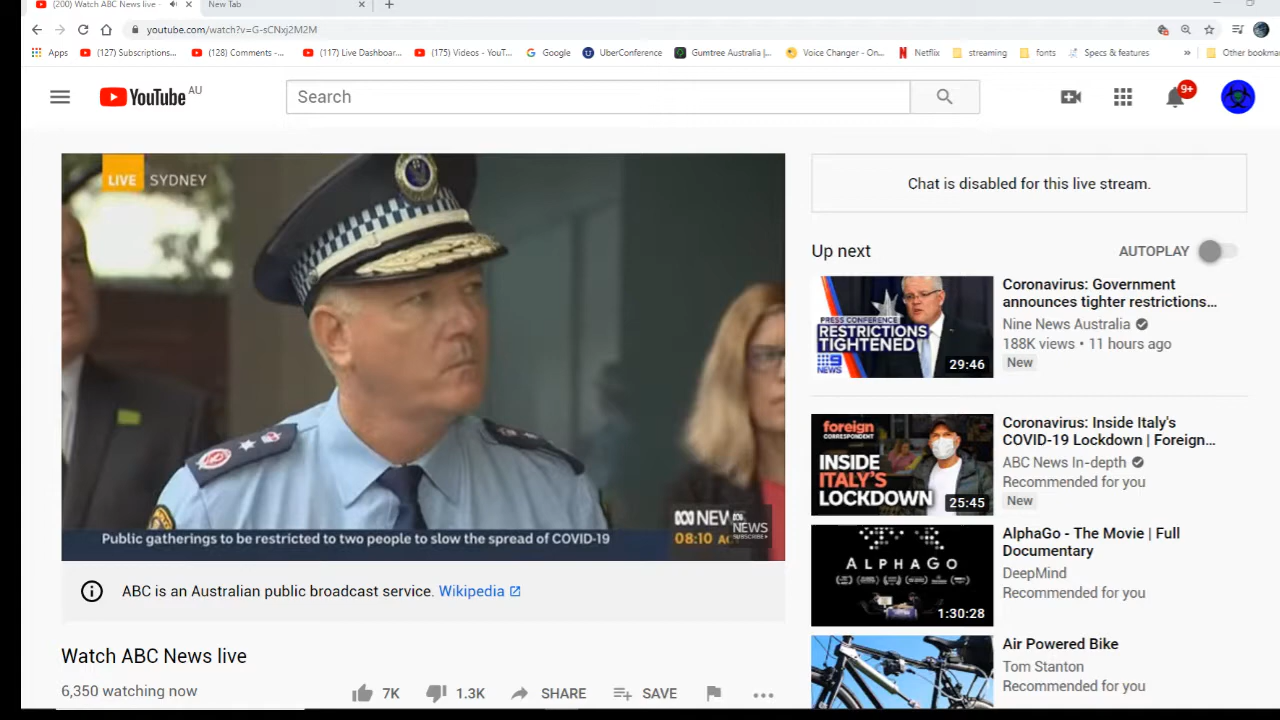 (200) Watch ABC News live -
New Tab
youtube.com/watch?v=G-sCNxj2M2M
Apps
(127) Subscriptions...
(128) Comments -...
(117) Live Dashboar...
(175) Videos - YouT...
Google
UberConference
Gumtree Australia |...
Voice Changer - On...
Netflix
streaming
fonts
Specs & features
»
Other bookma
YouTube AU
Search
9+
LIVE SYDNEY
Public gatherings to be restricted to two people to slow the spread of COVID-19
NEW
08:10
NEWS
SUBSCRIBE
Chat is disabled for this live stream.
Up next
AUTOPLAY
PRESS CONFERENCE
RESTRICTIONS
TIGHTENED
9
NEWS
29:46
Coronavirus: Government
announces tighter restrictions...
Nine News Australia
188K views • 11 hours ago
New
foreign
CORRESPONDENT
INSIDE
ITALY'S
LOCKDOWN
25:45
Coronavirus: Inside Italy's
COVID-19 Lockdown | Foreign...
ABC News In-depth
Recommended for you
New
ALPHAGO
1:30:28
AlphaGo - The Movie | Full
Documentary
DeepMind
Recommended for you
Air Powered Bike
Tom Stanton
Recommended for you
ABC is an Australian public broadcast service. Wikipedia
Watch ABC News live
6,350 watching now
7K
1.3K
SHARE
SAVE